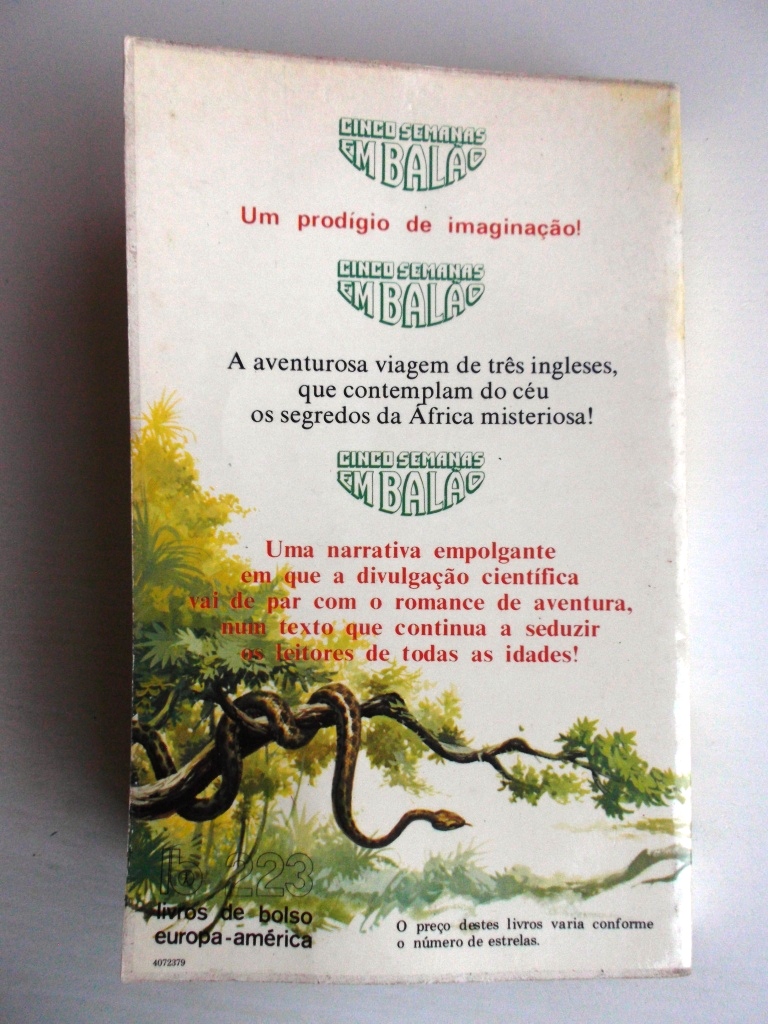 CINCO SEMANAS
EM BALÃO
Um prodígio de imaginação!
CINCO SEMANAS
EM BALÃO
A aventurosa viagem de três ingleses,
que contemplam do céu
os segredos da África misteriosa!
CINCO SEMANAS
EM BALÃO
Uma narrativa empolgante
em que a divulgação científica
vai de par com o romance de aventura,
num texto que continua a seduzir
os leitores de todas as idades!
lb 223
livros de bolso
europa-américa
O preço destes livros varia conforme
o número de estrelas.
4072379